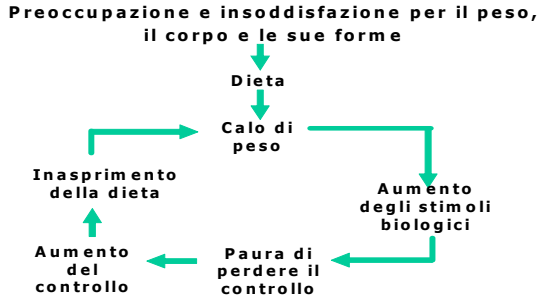 Preoccupazione e insoddisfazione per il peso,
il corpo e le sue forme
Dieta
Calo di
peso
Aumento
degli stimoli
biologici
Paura di
perdere il
controllo
Aumento
del
controllo
Inasprimento
della dieta